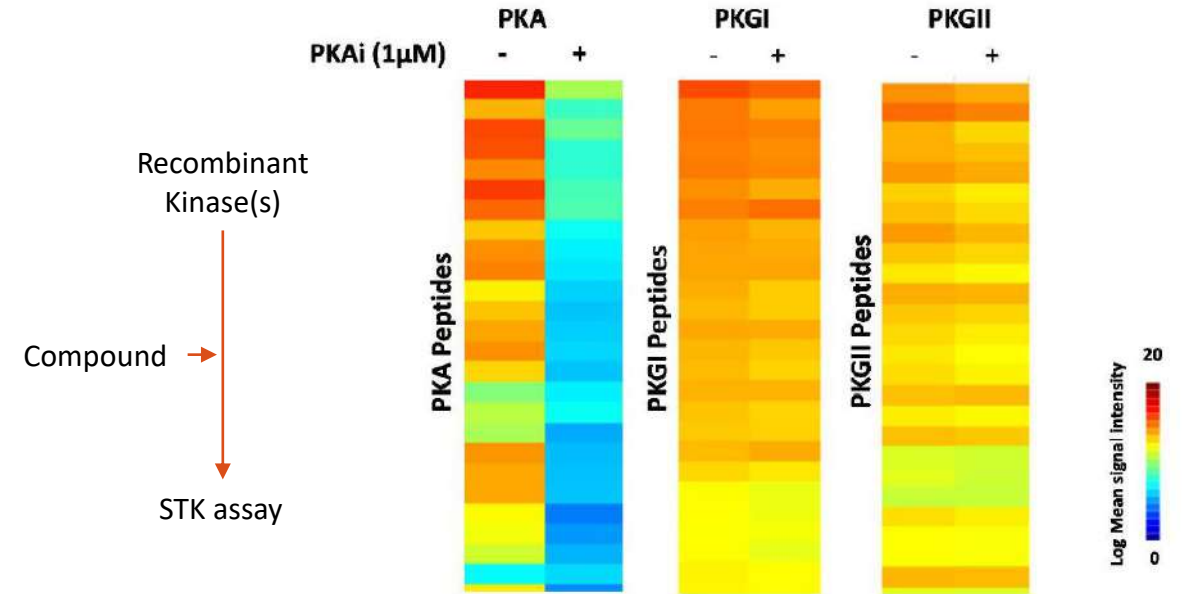 PKA
PKGI
PKGII
PKAi (1µM)
-
+
-
+
-
+
Recombinant
Kinase(s)
Compound
STK assay
PKA Peptides
PKGI Peptides
PKGII Peptides
Log Mean signal intensity
20
0